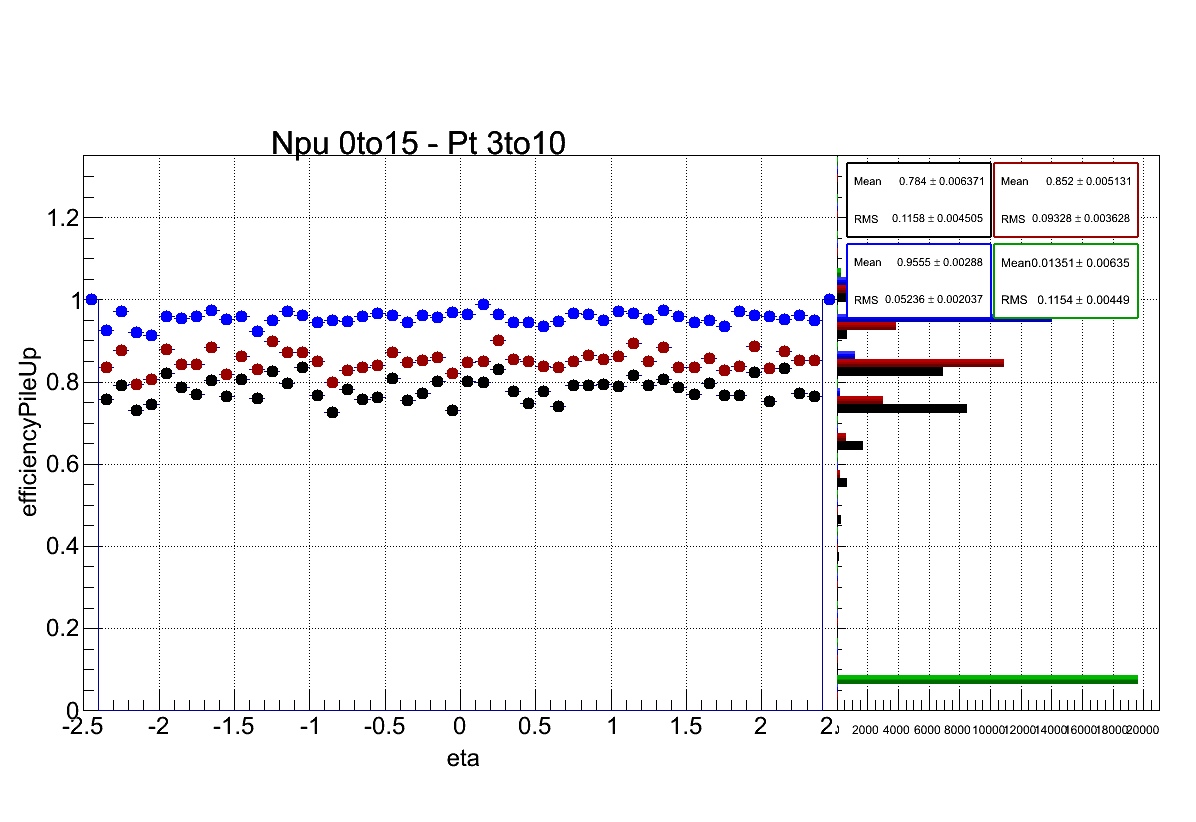 Npu 0to15 - Pt 3to10
Mean 0.784 ± 0.006371
RMS 0.1158 ± 0.004505
Mean 0.852 ± 0.005131
RMS 0.09328 ± 0.003628
Mean 0.9555 ± 0.00288
RMS 0.05236 ± 0.002037
Mean0.01351± 0.00635
RMS 0.1154 ± 0.00449
efficiencyPileUp
1.2
1
0.8
0.6
0.4
0.2
0
-2.5 -2 -1.5 -1 -0.5 0 0.5 1 1.5 2
2000 4000 6000 8000 10000 12000 14000 16000 18000 20000
eta